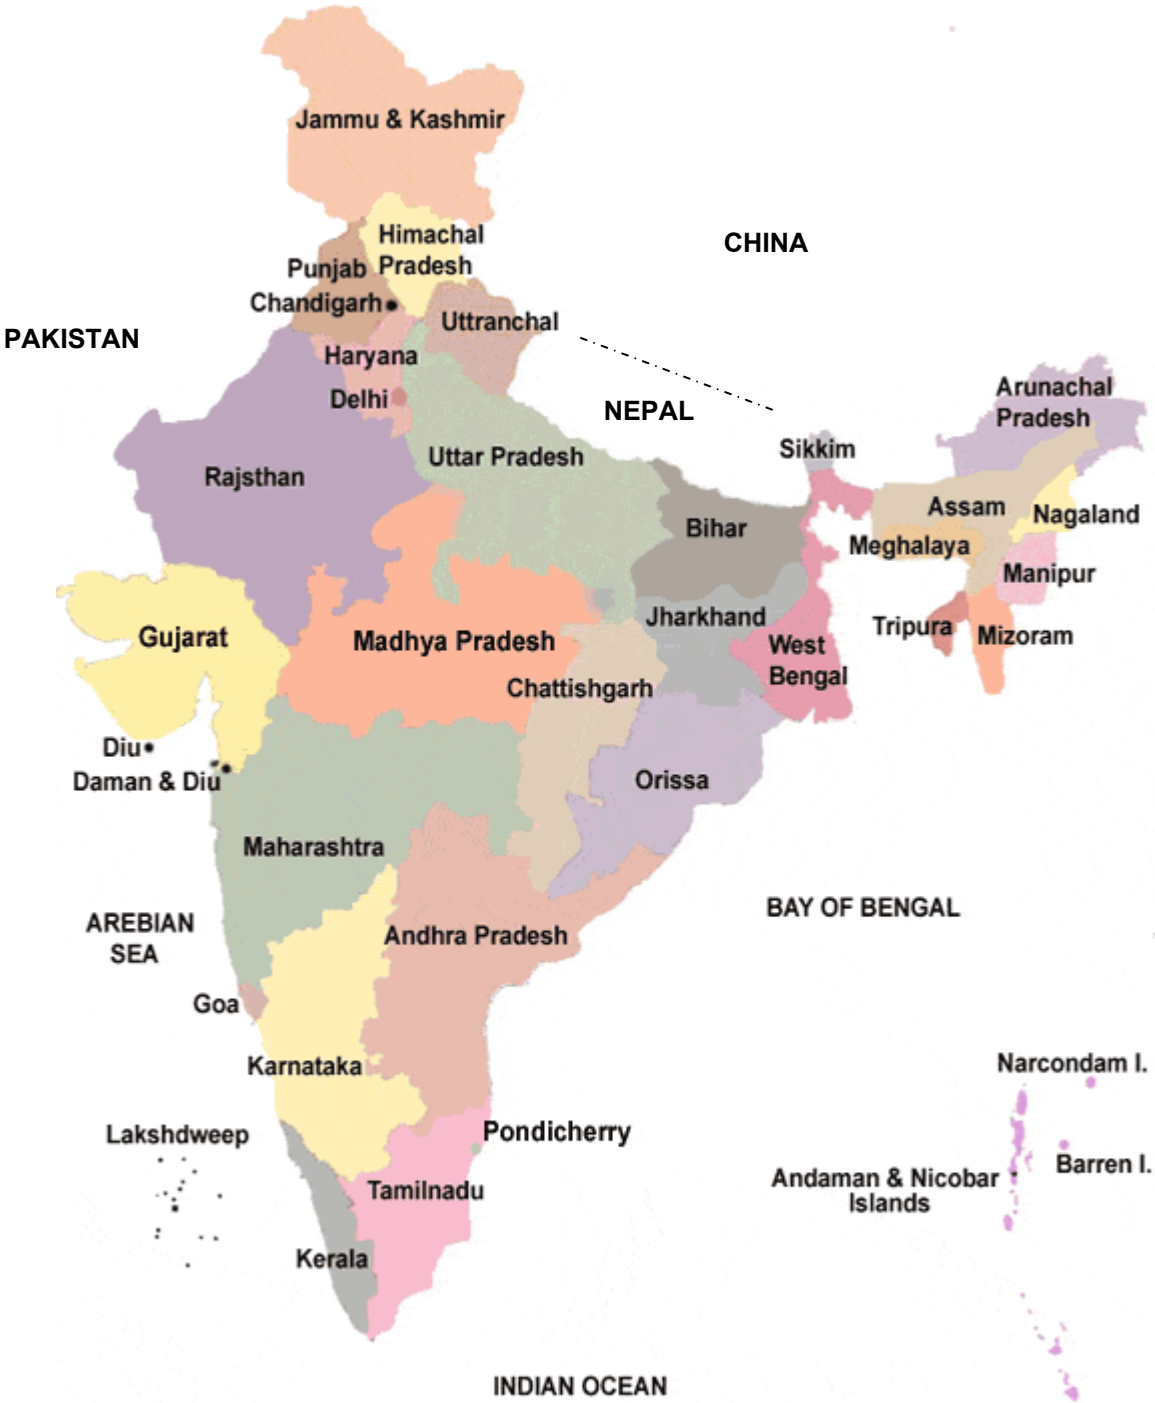 Jammu & Kashmir
Himachal
Pradesh
CHINA
Punjab
Chandigarh
Uttranchal
PAKISTAN
Haryana
Delhi
NEPAL
Arunachal
Pradesh
Sikkim
Uttar Pradesh
Rajsthan
Assam
Nagaland
Bihar
Meghalaya
Manipur
Jharkhand
Tripura
Mizoram
Gujarat
Madhya Pradesh
West
Bengal
Chattishgarh
Diu
Daman & Diu
Orissa
Maharashtra
BAY OF BENGAL
AREBIAN
SEA
Andhra Pradesh
Goa
Karnataka
Narcondam I.
Lakshdweep
Pondicherry
Barren I.
Andaman & Nicobar
Islands
Tamilnadu
Kerala
INDIAN OCEAN